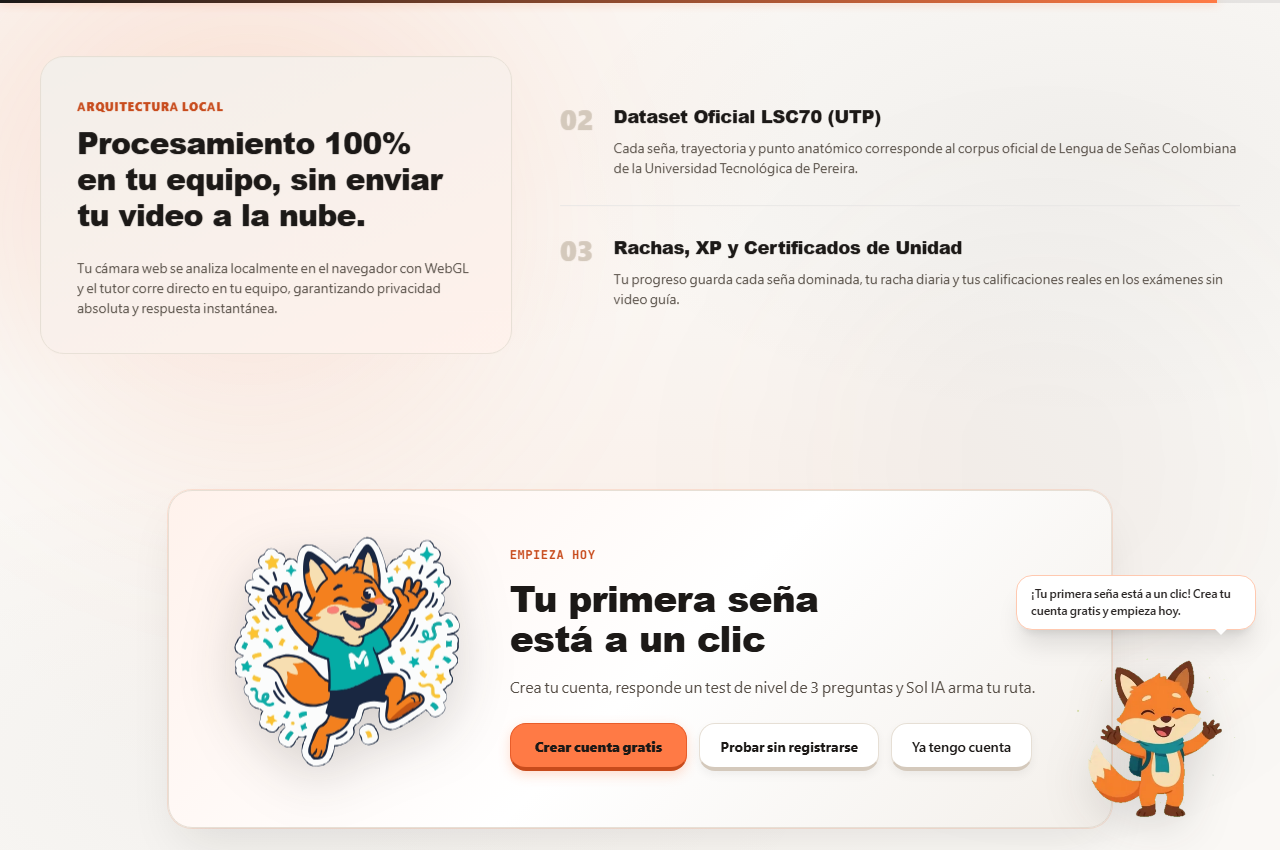 ARQUITECTURA LOCAL
Procesamiento 100%
en tu equipo, sin enviar
tu video a la nube.
Tu cámara web se analiza localmente en el navegador con WebGL
y el tutor corre directo en tu equipo, garantizando privacidad
absoluta y respuesta instantánea.
02
Dataset Oficial LSC70 (UTP)
Cada seña, trayectoria y punto anatómico corresponde al corpus oficial de Lengua de Señas Colombiana
de la Universidad Tecnológica de Pereira.
03
Rachas, XP y Certificados de Unidad
Tu progreso guarda cada seña dominada, tu racha diaria y tus calificaciones reales en los exámenes sin
video guía.
M
EMPIEZA HOY
Tu primera seña
está a un clic
Crea tu cuenta, responde un test de nivel de 3 preguntas y Sol IA arma tu ruta.
Crear cuenta gratis
Probar sin registrarse
Ya tengo cuenta
¡Tu primera seña está a un clic! Crea tu
cuenta gratis y empieza hoy.